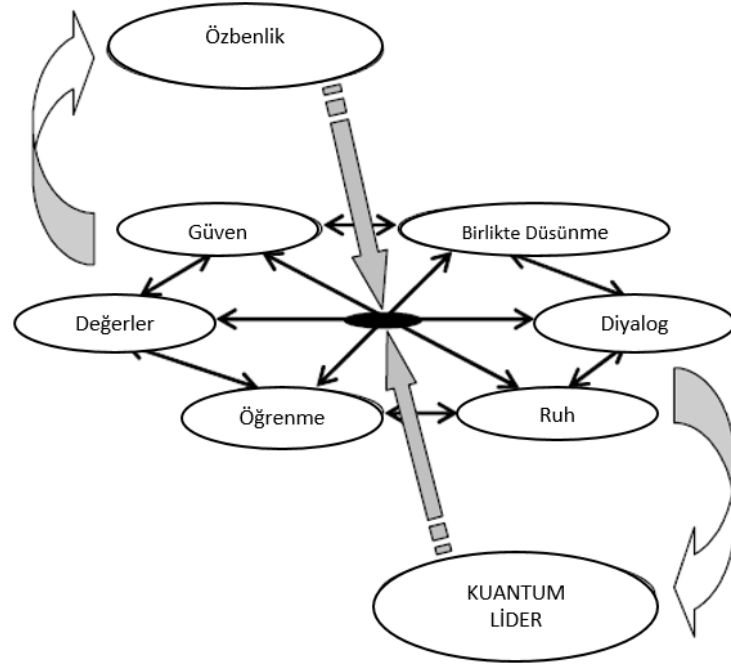 Özbenlik
Güven
Birlikte Düsünme
Değerler
Diyalog
Öğrenme
Ruh
KUANTUM
LİDER